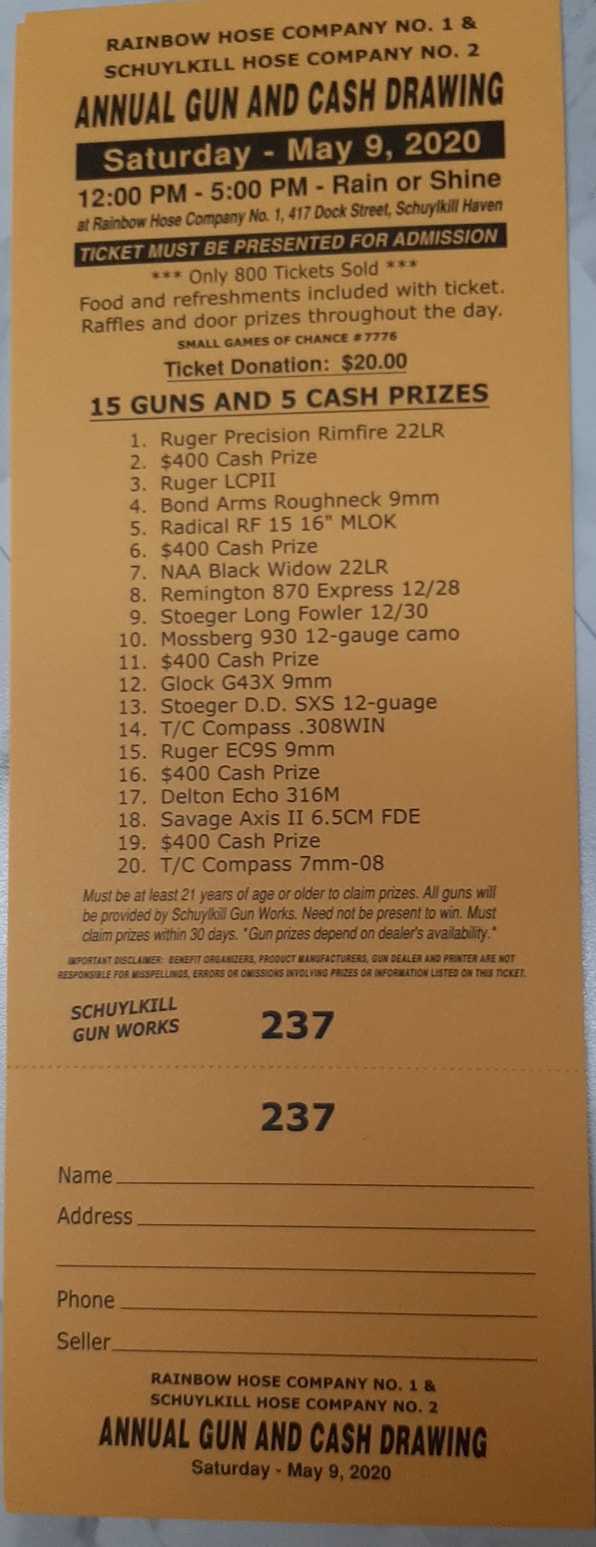 RAINBOW HOSE COMPANY NO. 1 &
SCHUYLKILL HOSE COMPANY NO. 2
ANNUAL GUN AND CASH DRAWING
Saturday - May 9, 2020
12:00 PM - 5:00 PM - Rain or Shine
at Rainbow Hose Company No. 1, 417 Dock Street, Schuylkill Haven
TICKET MUST BE PRESENTED FOR ADMISSION
*** Only 800 Tickets Sold ***
Food and refreshments included with ticket.
Raffles and door prizes throughout the day.
SMALL GAMES OF CHANCE #7776
Ticket Donation: $20.00
15 GUNS AND 5 CASH PRIZES
1. Ruger Precision Rimfire 22LR
2. $400 Cash Prize
3. Ruger LCPII
4. Bond Arms Roughneck 9mm
5. Radical RF 15 16" MLOK
6. $400 Cash Prize
7. NAA Black Widow 22LR
8. Remington 870 Express 12/28
9. Stoeger Long Fowler 12/30
10. Mossberg 930 12-gauge camo
11. $400 Cash Prize
12. Glock G43X 9mm
13. Stoeger D.D. SXS 12-guage
14. T/C Compass .308WIN
15. Ruger EC9S 9mm
16. $400 Cash Prize
17. Delton Echo 316M
18. Savage Axis II 6.5CM FDE
19. $400 Cash Prize
20. T/C Compass 7mm-08
Must be at least 21 years of age or older to claim prizes. All guns will
be provided by Schuylkill Gun Works. Need not be present to win. Must
claim prizes within 30 days. *Gun prizes depend on dealer's availability.*
IMPORTANT DISCLAIMER: BENEFIT ORGANIZERS, PRODUCT MANUFACTURERS, GUN DEALER AND PRINTER ARE NOT
RESPONSIBLE FOR MISSPELLINGS, ERRORS OR OMISSIONS INVOLVING PRIZES OR INFORMATION LISTED ON THIS TICKET.
SCHUYLKILL
GUN WORKS
237
237
Name
Address
Phone
Seller
RAINBOW HOSE COMPANY NO. 1 &
SCHUYLKILL HOSE COMPANY NO. 2
ANNUAL GUN AND CASH DRAWING
Saturday - May 9, 2020